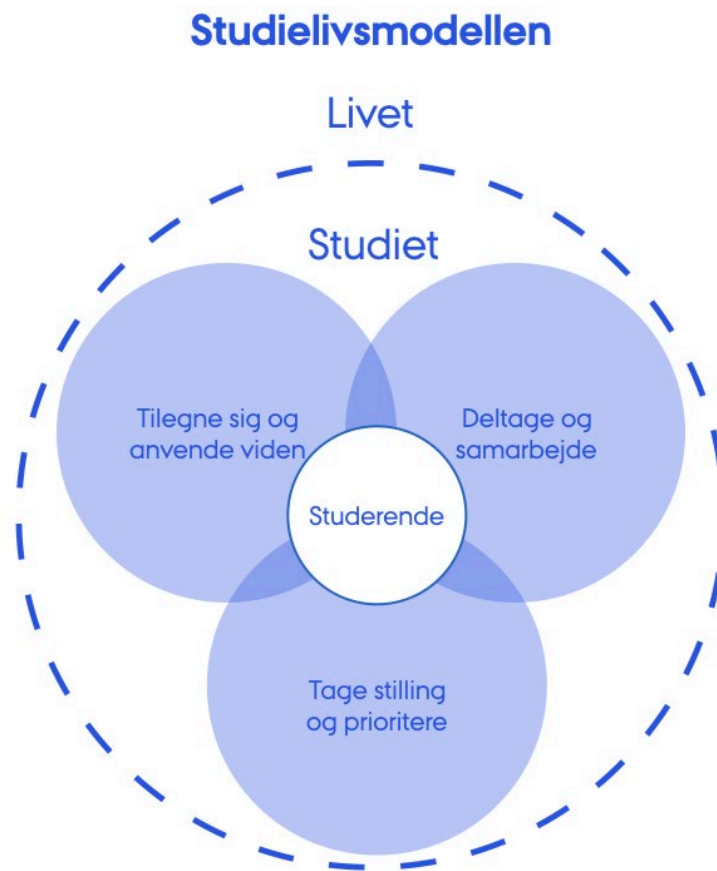 Studielivsmodellen
Livet
Studiet
Tilegne sig og
anvende viden
Deltage og
samarbejde
Studerende
Tage stilling
og prioritere